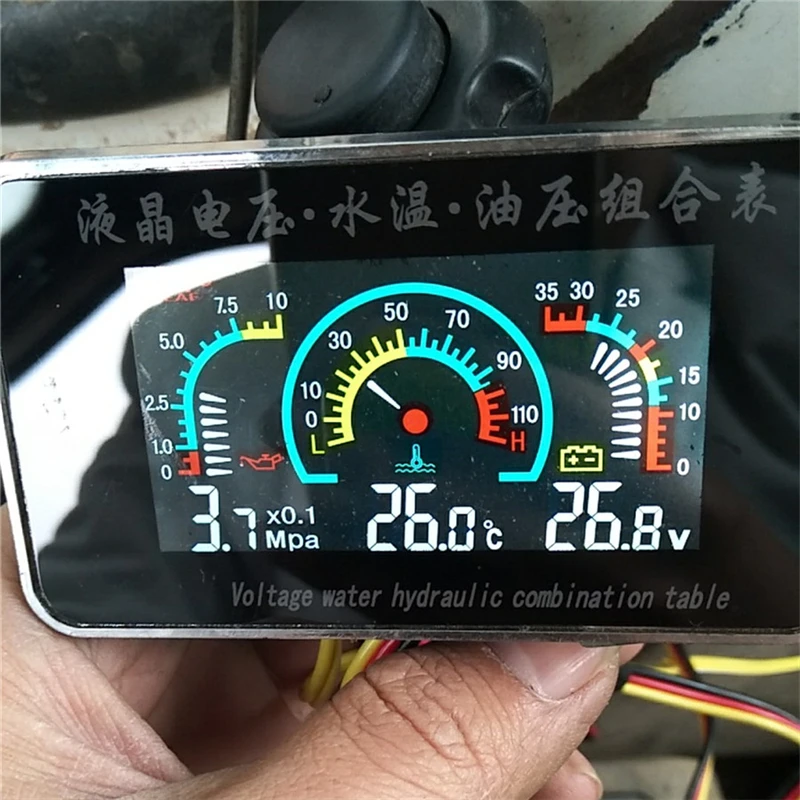 液晶电压·水温·油压组合表
5.0 7.5 10
2.5
1.0
0
10 30 50 70 90 110
0
L H
35 30 25 20 15 10 0
3.7 x0.1 Mpa
26.0 °C
26.8 v
Voltage water hydraulic combination table